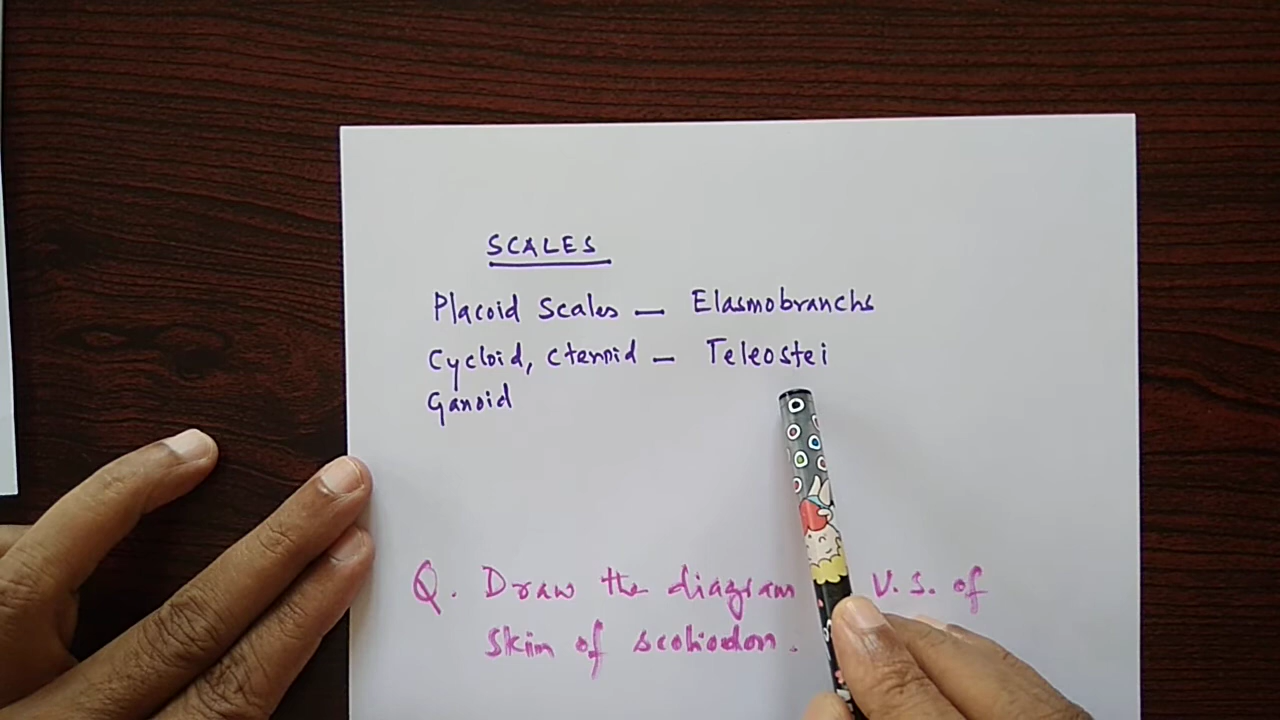 SCALES
Placoid Scales — Elasmobranchs
Cycloid, Ctenoid — Teleostei
Ganoid
Q. Draw the diagram V.S. of
Skin of scoliodon.